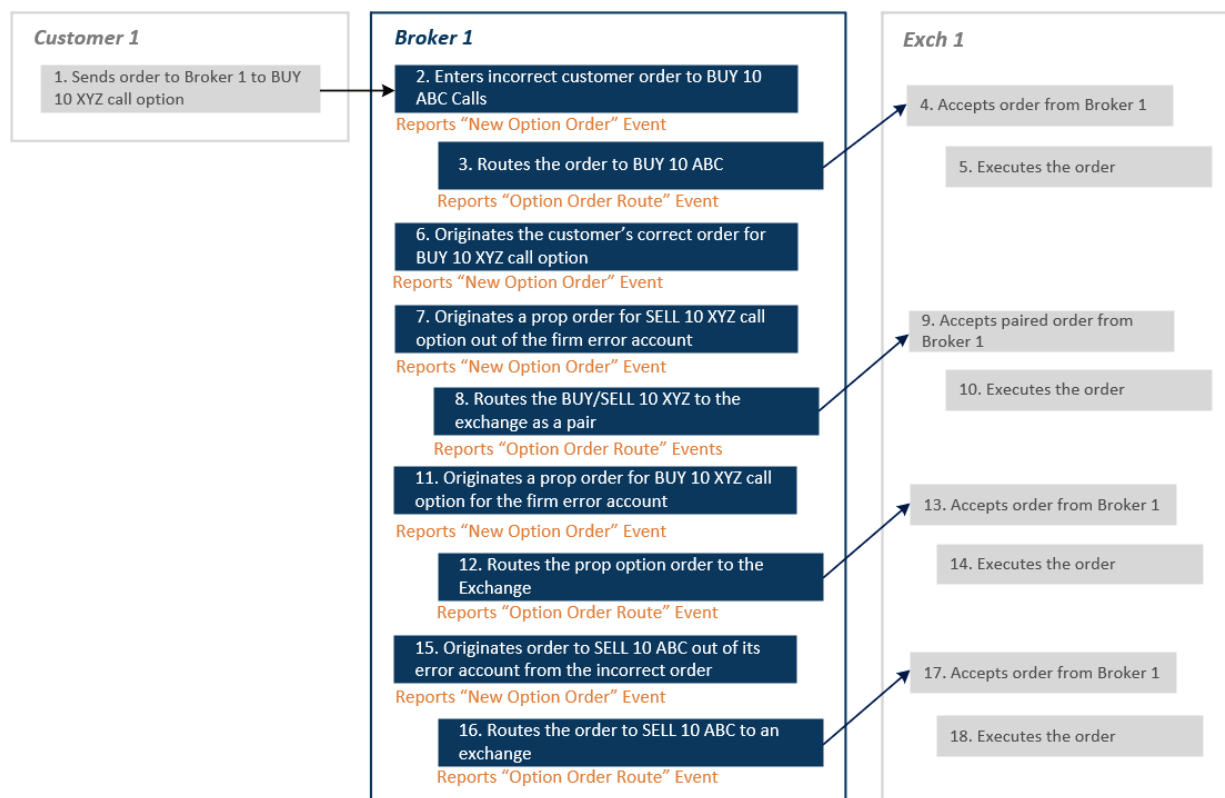 Customer 1
1. Sends order to Broker 1 to BUY
10 XYZ call option
Broker 1
2. Enters incorrect customer order to BUY 10
ABC Calls
Reports “New Option Order” Event
3. Routes the order to BUY 10 ABC
Reports “Option Order Route” Event
Exch 1
4. Accepts order from Broker 1
5. Executes the order
6. Originates the customer’s correct order for
BUY 10 XYZ call option
Reports “New Option Order” Event
7. Originates a prop order for SELL 10 XYZ call
option out of the firm error account
Reports “New Option Order” Event
8. Routes the BUY/SELL 10 XYZ to the
exchange as a pair
Reports “Option Order Route” Events
9. Accepts paired order from
Broker 1
10. Executes the order
11. Originates a prop order for BUY 10 XYZ call
option for the firm error account
Reports “New Option Order” Event
12. Routes the prop option order to the
Exchange
Reports “Option Order Route” Event
13. Accepts order from Broker 1
14. Executes the order
15. Originates order to SELL 10 ABC out of its
error account from the incorrect order
Reports “New Option Order” Event
16. Routes the order to SELL 10 ABC to an
exchange
Reports “Option Order Route” Event
17. Accepts order from Broker 1
18. Executes the order